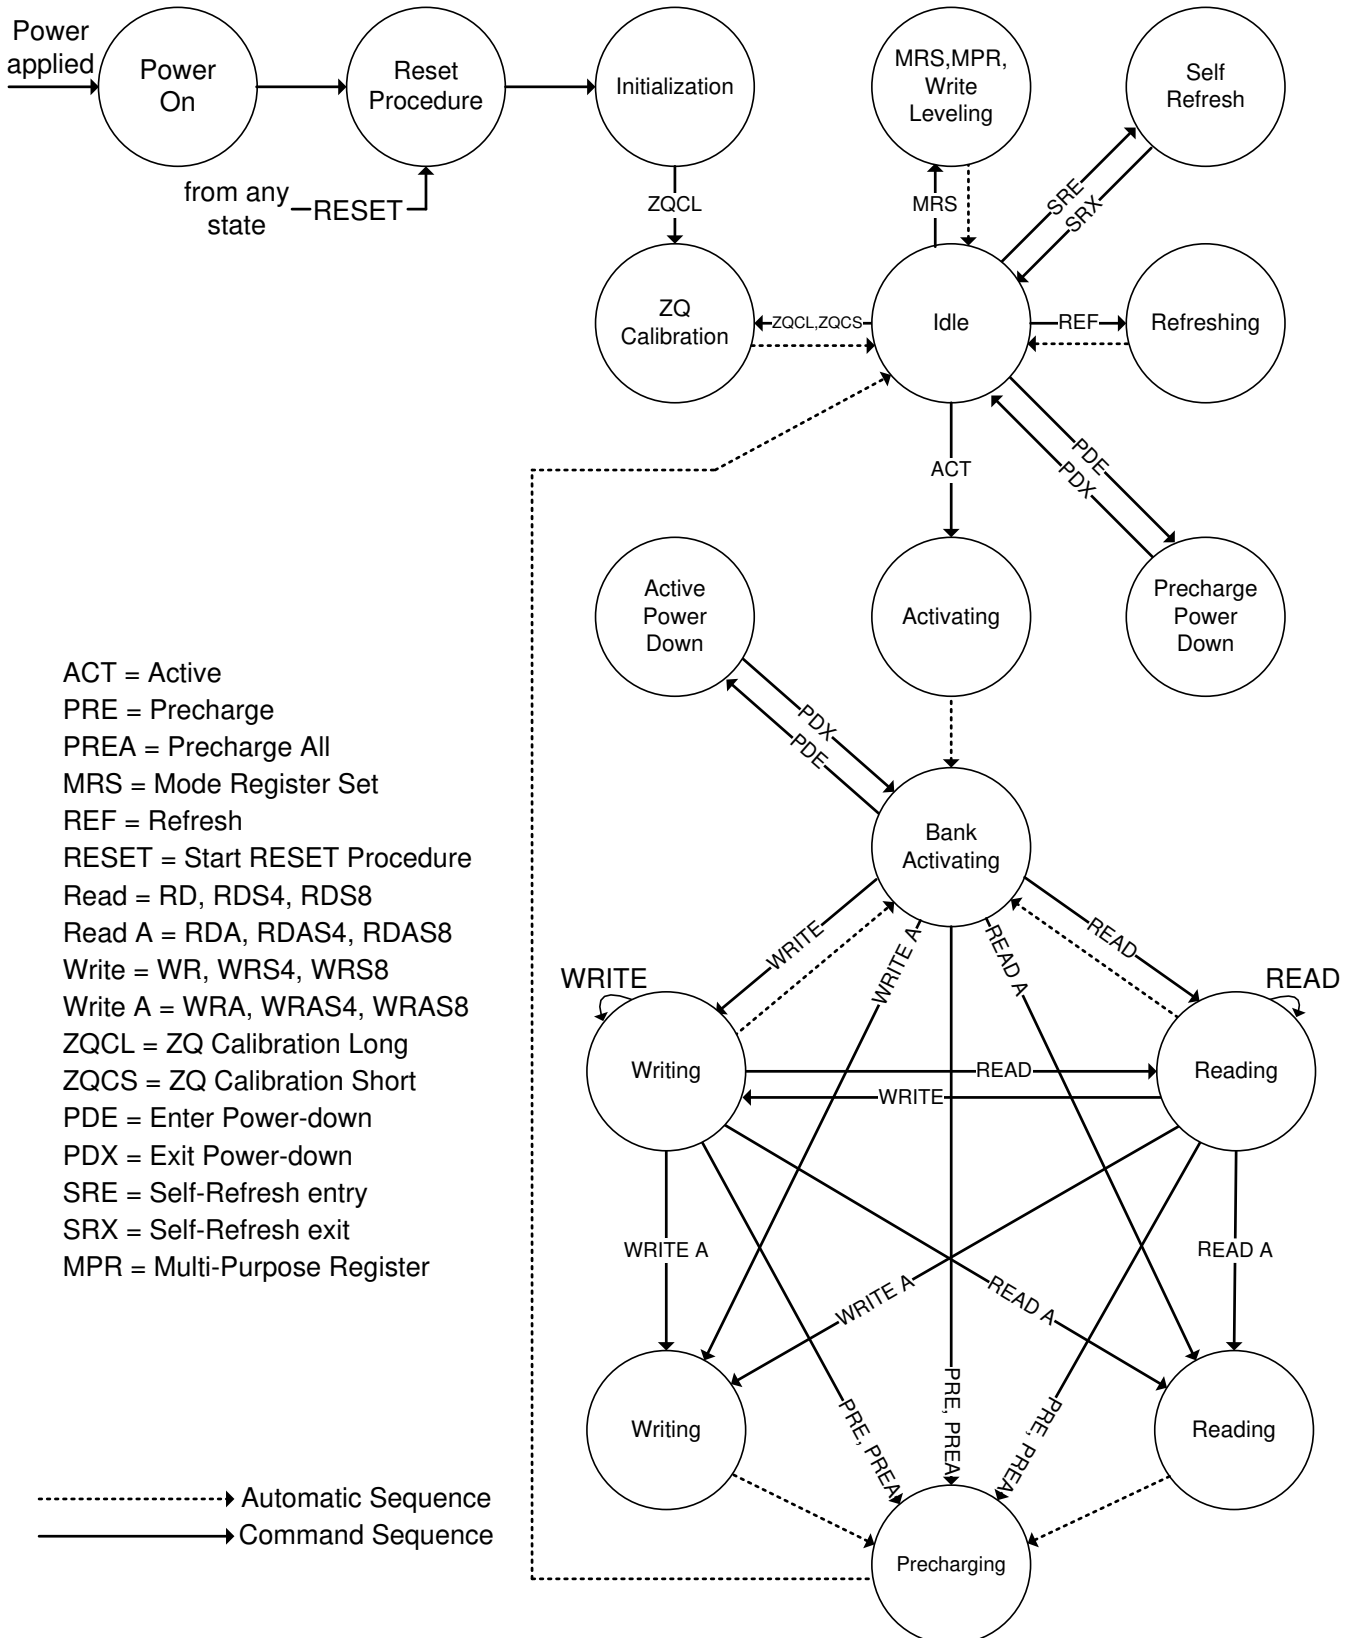 Power
applied
Power
On
Reset
Procedure
Initialization
MRS,MPR,
Write
Leveling
Self
Refresh
from any
state
RESET
ZQCL
MRS
SRE
SRX
ZQ
Calibration
ZQCL,ZQCS
Idle
REF
Refreshing
ACT
PDE
PDX
Active
Power
Down
Activating
Precharge
Power
Down
ACT = Active
PRE = Precharge
PREA = Precharge All
MRS = Mode Register Set
REF = Refresh
RESET = Start RESET Procedure
Read = RD, RDS4, RDS8
Read A = RDA, RDAS4, RDAS8
Write = WR, WRS4, WRS8
Write A = WRA, WRAS4, WRAS8
ZQCL = ZQ Calibration Long
ZQCS = ZQ Calibration Short
PDE = Enter Power-down
PDX = Exit Power-down
SRE = Self-Refresh entry
SRX = Self-Refresh exit
MPR = Multi-Purpose Register
PDX
PDE
Bank
Activating
WRITE
WRITE A
READ A
READ
WRITE
READ
Writing
READ
WRITE
Reading
WRITE A
WRITE A
READ A
READ A
PRE, PREA
PRE, PREA
PRE, PREA
Writing
Reading
Automatic Sequence
Command Sequence
Precharging